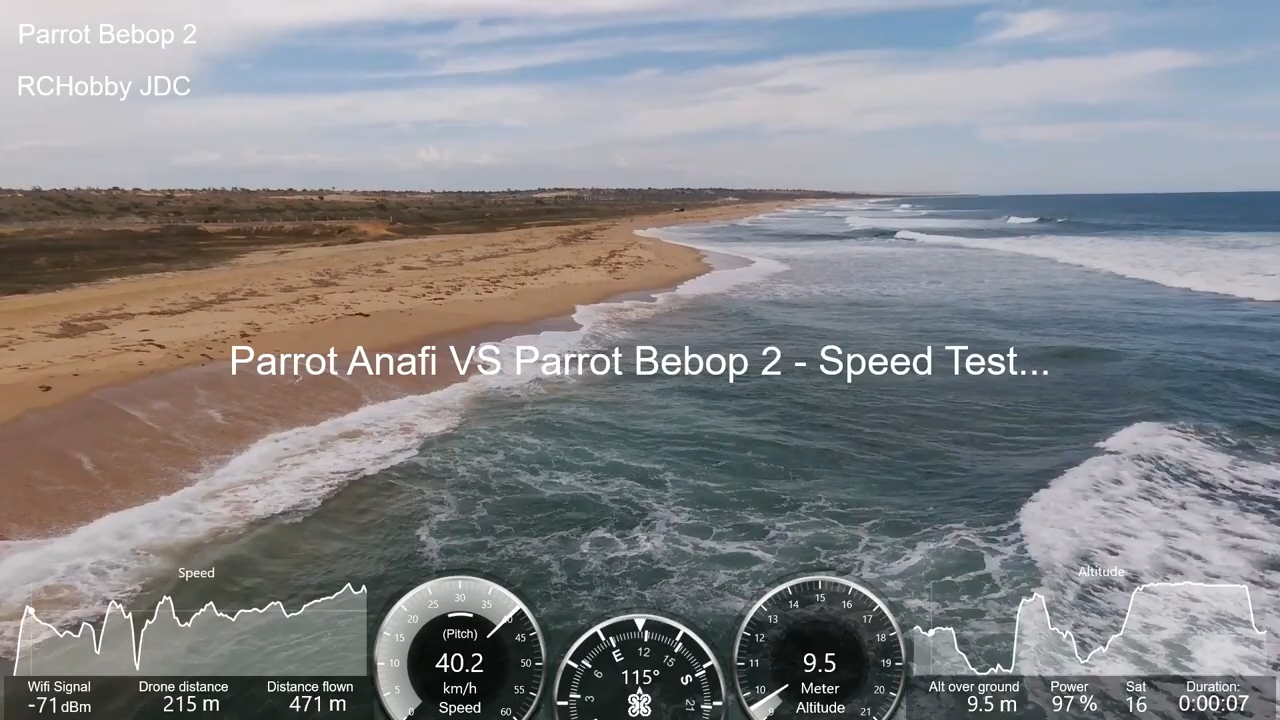 Parrot Bebop 2
RCHobby JDC
Parrot Anafi VS Parrot Bebop 2 - Speed Test...
Speed
Altitude
0 5 10 15 20 25 30 35 40 45 50 55 60
(Pitch)
40.2
km/h
Speed
3 6 E 12 15 S 21
115°
9 10 11 12 13 14 15 16 17 18 19 20 21
9.5
Meter
Altitude
Wifi Signal Drone distance Distance flown
-71 dBm 215 m 471 m
Alt over ground Power Sat Duration:
9.5 m 97 % 16 0:00:07